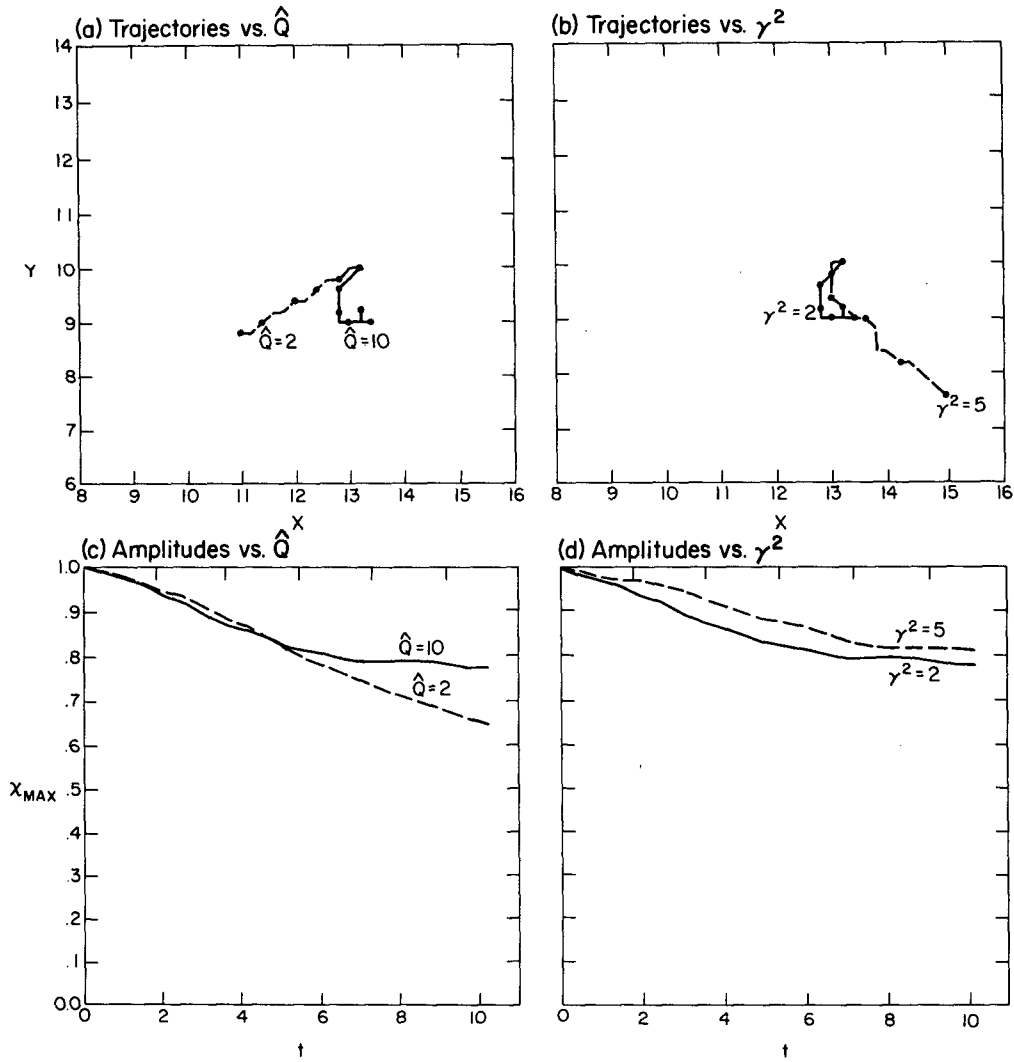 (a) Trajectories vs. Q̂
(b) Trajectories vs. γ²
14
13
12
11
Y 10
9
8
7
6
Q̂=2
Q̂=10
γ²=2
γ²=5
8 9 10 11 12 13 14 15 16
X
8 9 10 11 12 13 14 15 16
X
(c) Amplitudes vs. Q̂
(d) Amplitudes vs. γ²
1.0
.9
.8
.7
.6
.5
χMAX
.4
.3
.2
.1
0.0
Q̂=10
Q̂=2
γ²=5
γ²=2
0 2 4 6 8 10
t
0 2 4 6 8 10
t